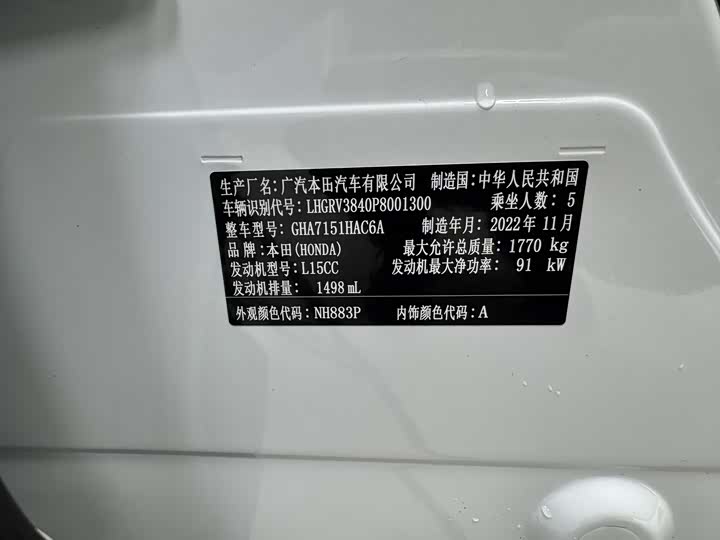 生产厂名：广汽本田汽车有限公司 制造国：中华人民共和国
车辆识别代号：LHGRV3840P8001300 乘坐人数：5
整车型号：GHA7151HAC6A 制造年月：2022年11月
品牌：本田(HONDA) 最大允许总质量：1770 kg
发动机型号：L15CC 发动机最大净功率：91 kW
发动机排量：1498 mL
外观颜色代码：NH883P 内饰颜色代码：A